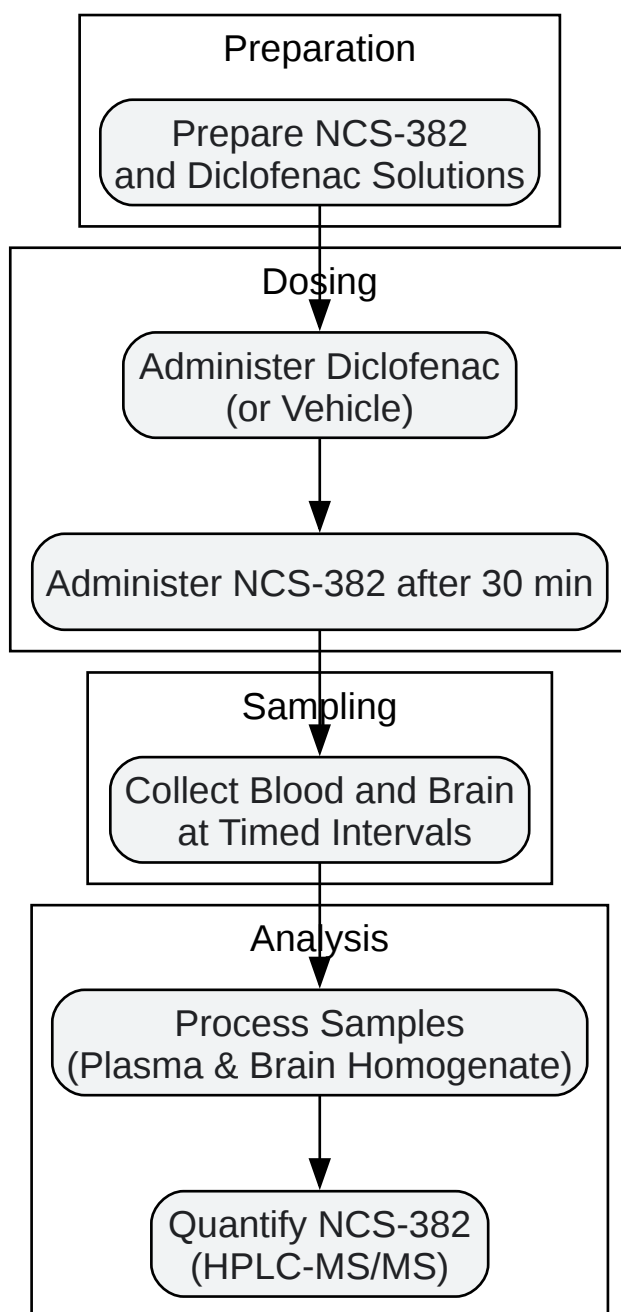 Preparation
Prepare NCS-382
and Diclofenac Solutions
Dosing
Administer Diclofenac
(or Vehicle)
Administer NCS-382 after 30 min
Sampling
Collect Blood and Brain
at Timed Intervals
Analysis
Process Samples
(Plasma & Brain Homogenate)
Quantify NCS-382
(HPLC-MS/MS)